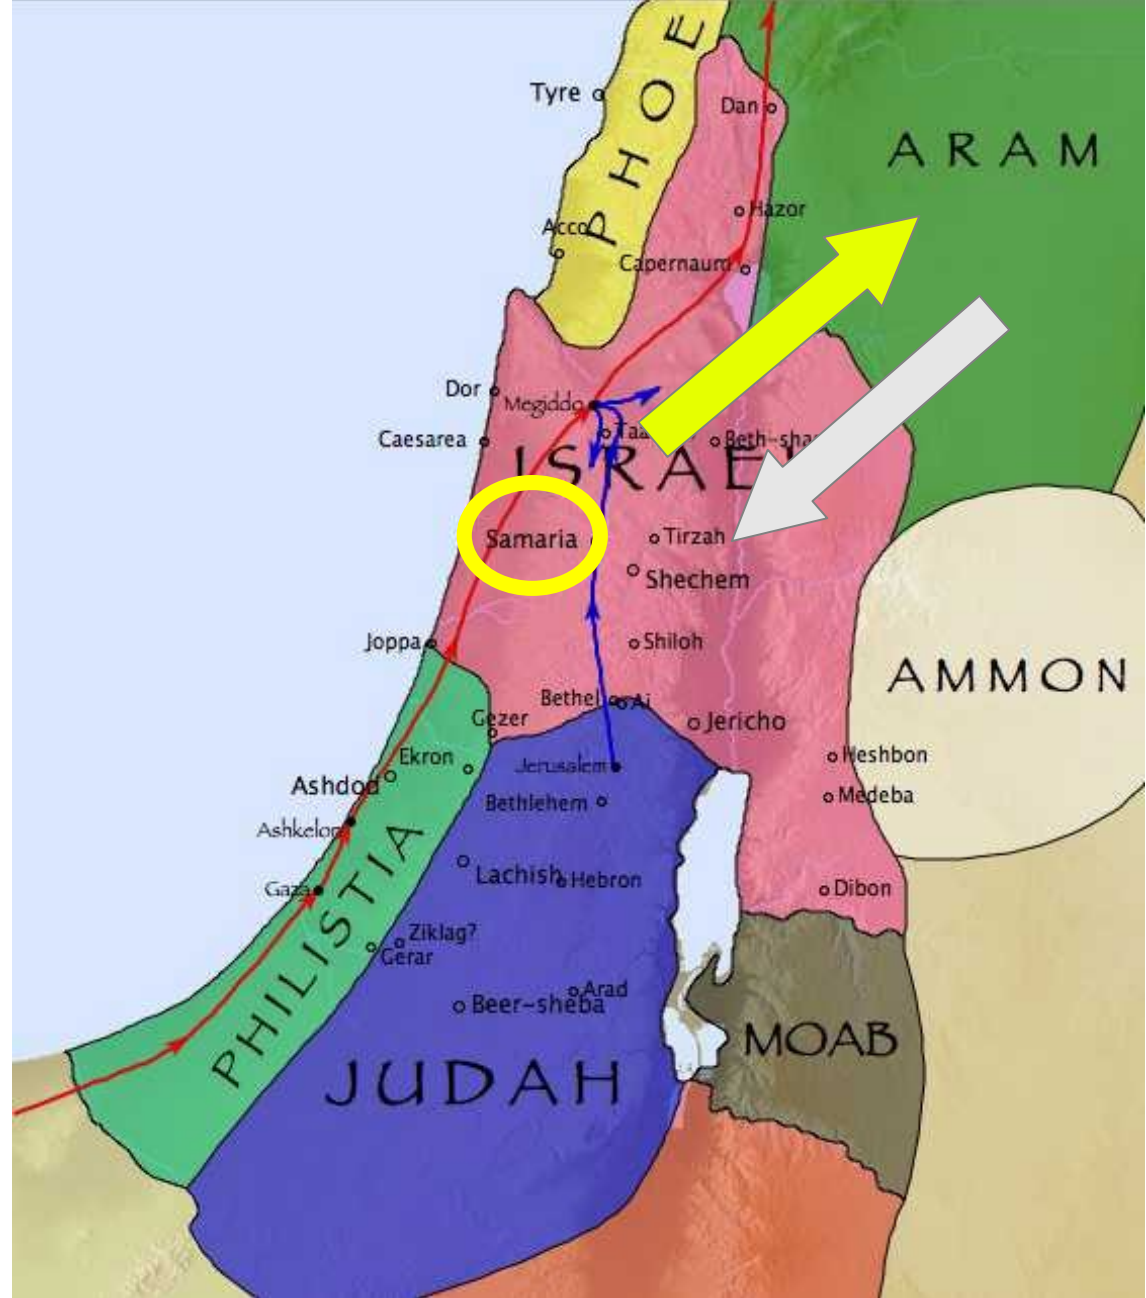 PHOE
Tyre
Dan
ARAM
Hazor
Acco
Capernaum
Dor
Megiddo
Caesarea
ISRAEL
Samaria
Tirzah
Shechem
Joppa
Shiloh
AMMON
Bethel
Ai
Gezer
Jericho
Ekron
Jerusalem
Heshbon
Ashdod
Bethlehem
Medeba
Ashkelon
PHILISTIA
Lachish
Hebron
Gaza
Dibon
Ziklag?
Gerar
Arad
Beer-sheba
MOAB
JUDAH